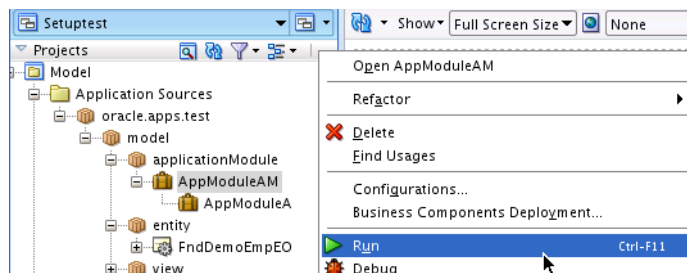 Setuptest
Show Full Screen Size None
Projects
Model
Application Sources
oracle.apps.test
model
applicationModule
AppModuleAM
AppModuleA
entity
FndDemoEmpEO
view
Open AppModuleAM
Refactor
Delete
Find Usages
Configurations...
Business Components Deployment...
Run Ctrl-F11
Debug